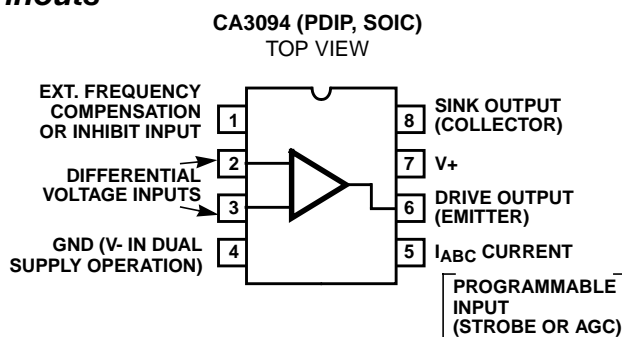 CA3094 (PDIP, SOIC)
TOP VIEW
EXT. FREQUENCY
COMPENSATION
OR INHIBIT INPUT
1
DIFFERENTIAL
VOLTAGE INPUTS
2
3
GND (V- IN DUAL
SUPPLY OPERATION)
4
8
SINK OUTPUT
(COLLECTOR)
7
V+
6
DRIVE OUTPUT
(EMITTER)
5
IABC CURRENT
PROGRAMMABLE
INPUT
(STROBE OR AGC)